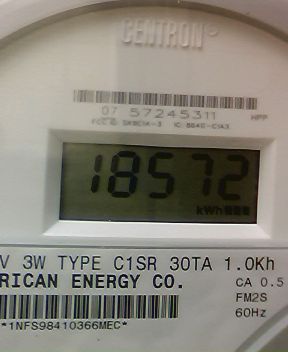 CENTRON®
07 57245311
HPP
18572
kWh
V 3W TYPE C1SR 30TA 1.0Kh
RICAN ENERGY CO. CA 0.5
FM2S
*1NFS98410366MEC* 60Hz